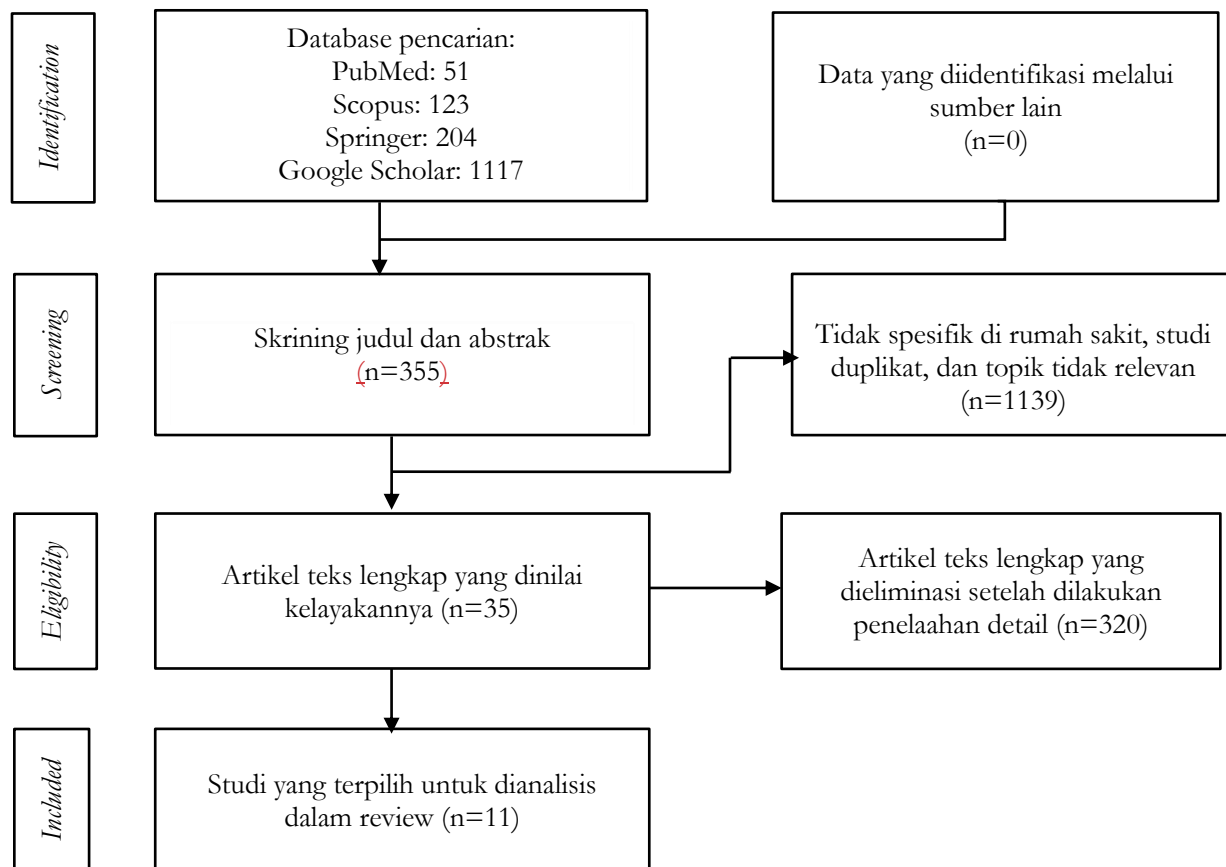 Identification
Database pencarian:
PubMed: 51
Scopus: 123
Springer: 204
Google Scholar: 1117
Data yang diidentifikasi melalui
sumber lain
(n=0)
Screening
Skrining judul dan abstrak
(n=355)
Tidak spesifik di rumah sakit, studi
duplikat, dan topik tidak relevan
(n=1139)
Eligibility
Artikel teks lengkap yang dinilai
kelayakannya (n=35)
Artikel teks lengkap yang
dieliminasi setelah dilakukan
penelaahan detail (n=320)
Included
Studi yang terpilih untuk dianalisis
dalam review (n=11)